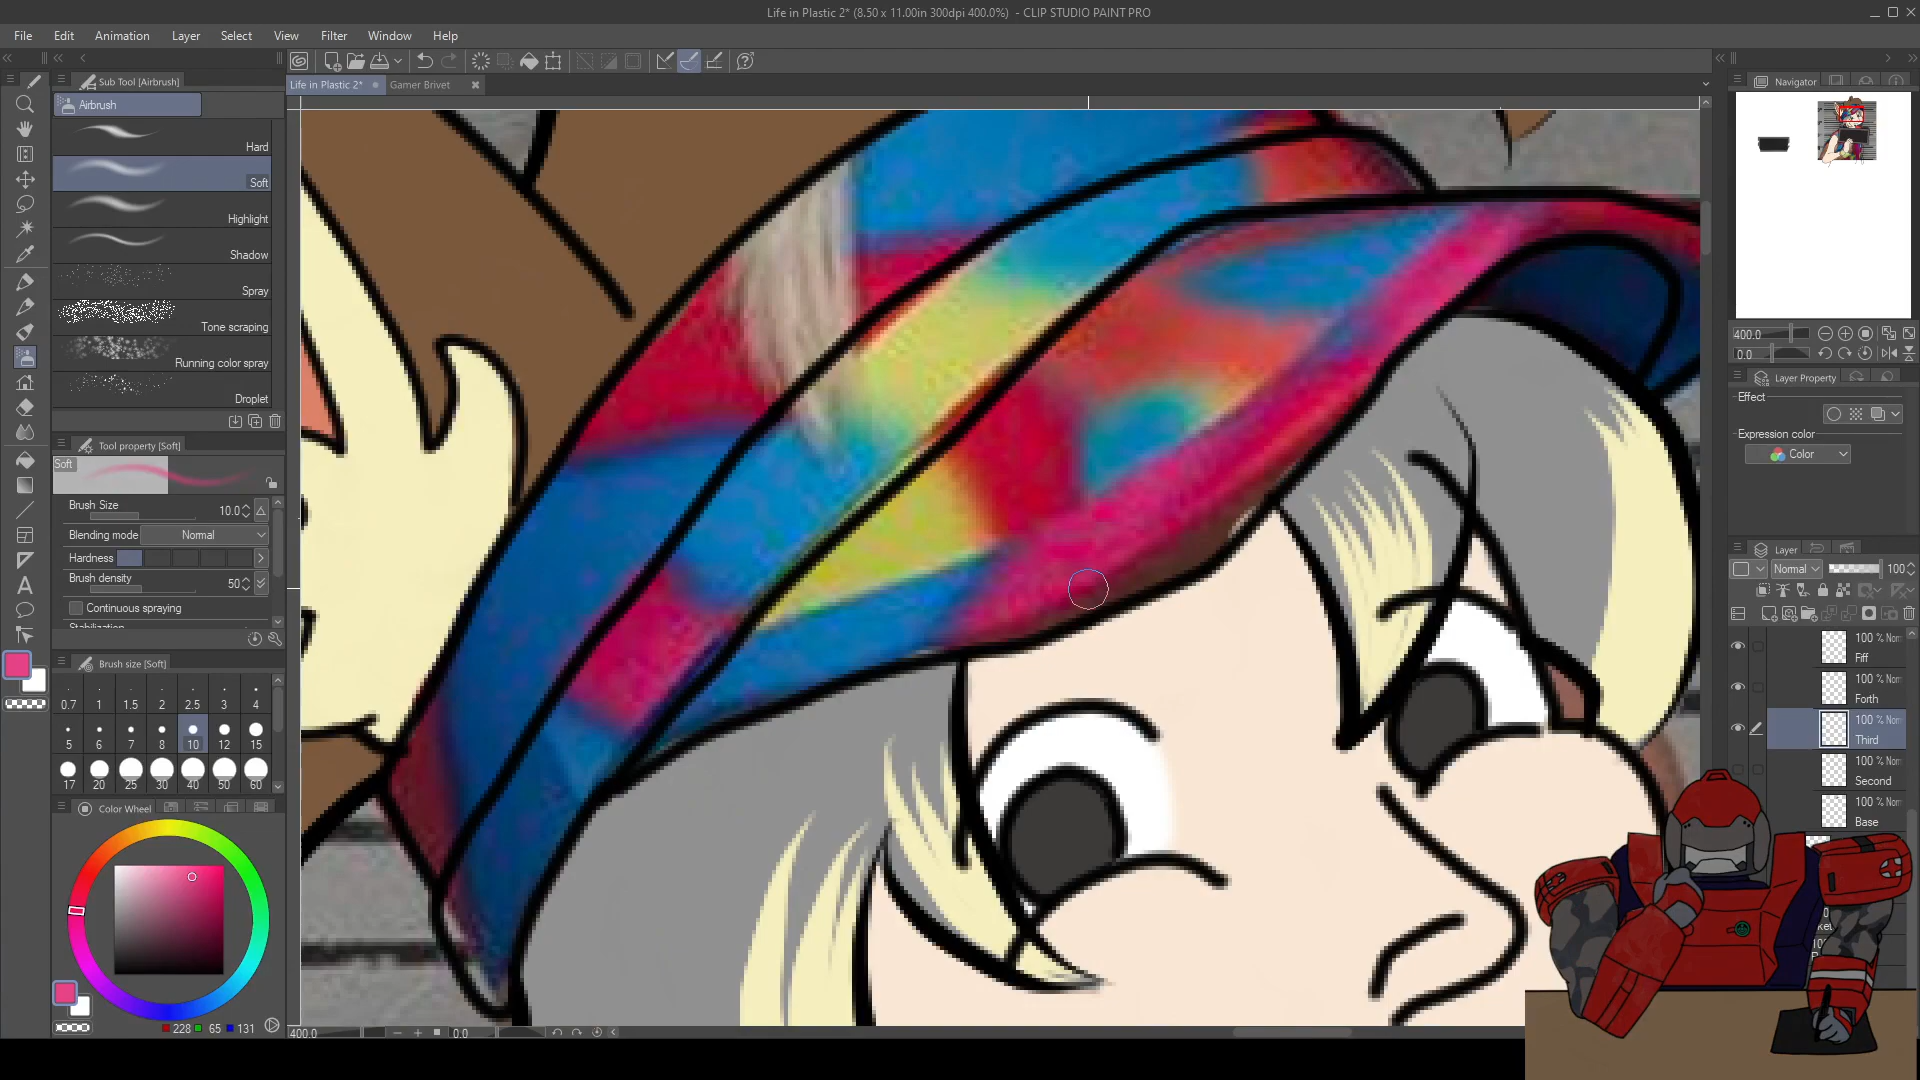 Life in Plastic 2* (8.50 x 11.00in 300dpi 400.0%) - CLIP STUDIO PAINT PRO
File Edit Animation Layer Select View Filter Window Help
Sub Tool [Airbrush]
Life in Plastic 2* Gamer Brivet
Navigator
Airbrush
Hard
Soft
Highlight
Shadow
Spray
Tone scraping
Running color spray
Droplet
Tool property [Soft]
Soft
Brush Size 10.0
Blending mode Normal
Hardness
Brush density 50
Continuous spraying
Stabilization
Brush size [Soft]
0.7 1 1.5 2 2.5 3 4
5 6 7 8 10 12 15
17 20 25 30 40 50 60
Color Wheel
228 65 131
400.0 0.0
400.0
0.0
Layer Property
Effect
Expression color
Color
Layer
Normal 100
100 % Norm
Fiff
100 % Norm
Forth
100 % Norm
Third
100 % Norm
Second
100 % Norm
Base